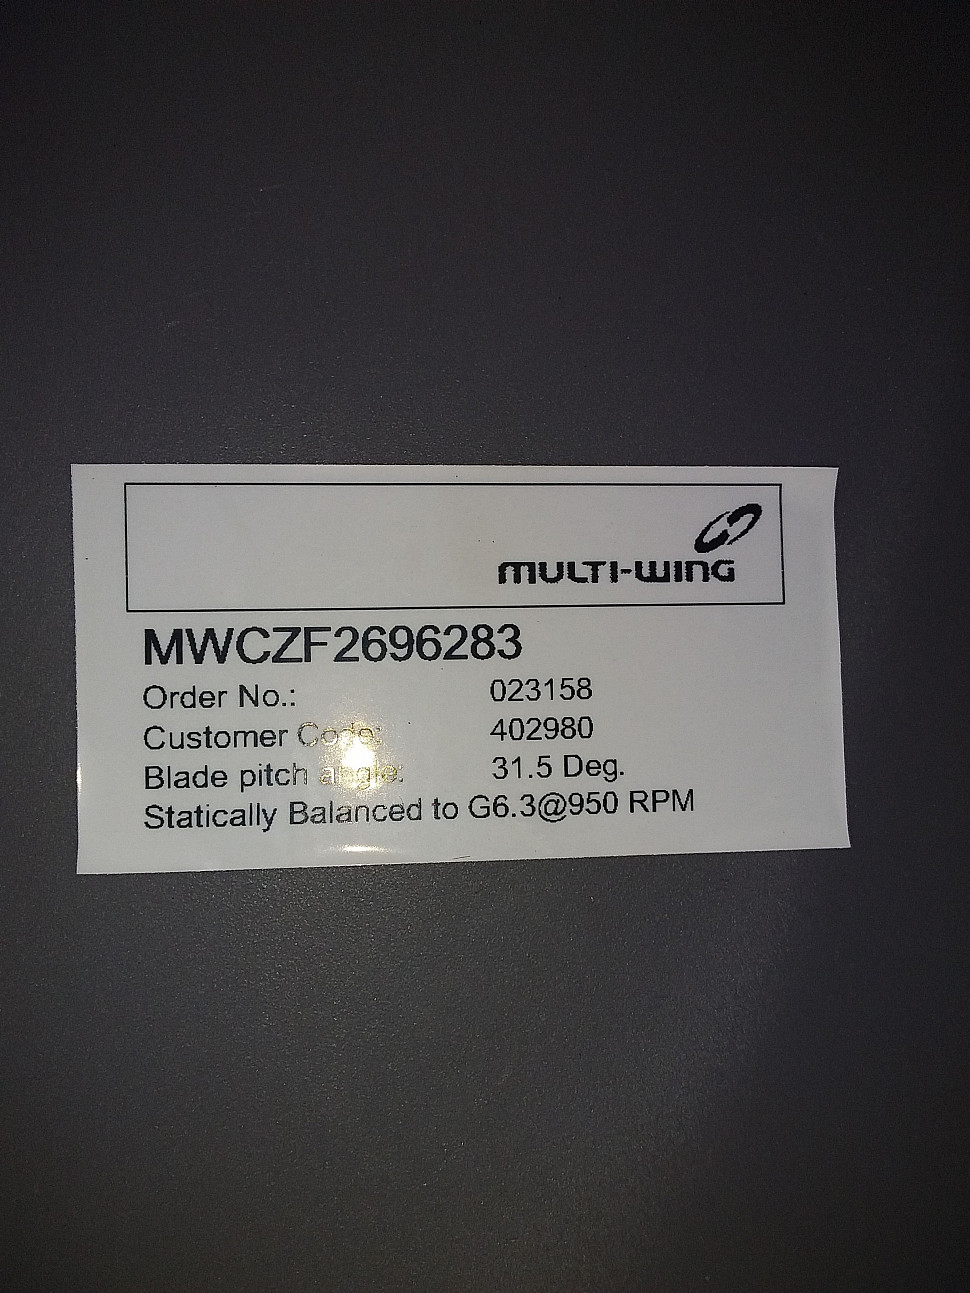 MULTI-WING
MWCZF2696283
Order No.: 023158
Customer Code: 402980
Blade pitch angle: 31.5 Deg.
Statically Balanced to G6.3@950 RPM